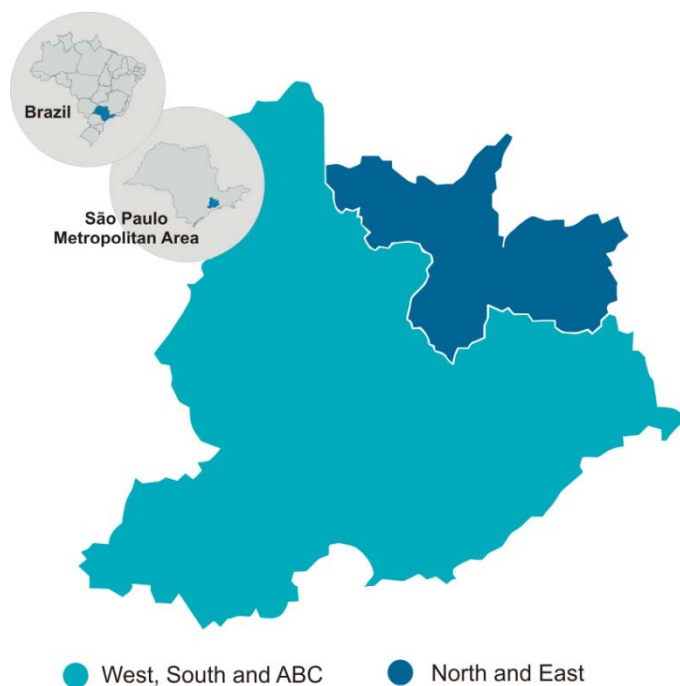 Brazil
São Paulo
Metropolitan Area
West, South and ABC
North and East